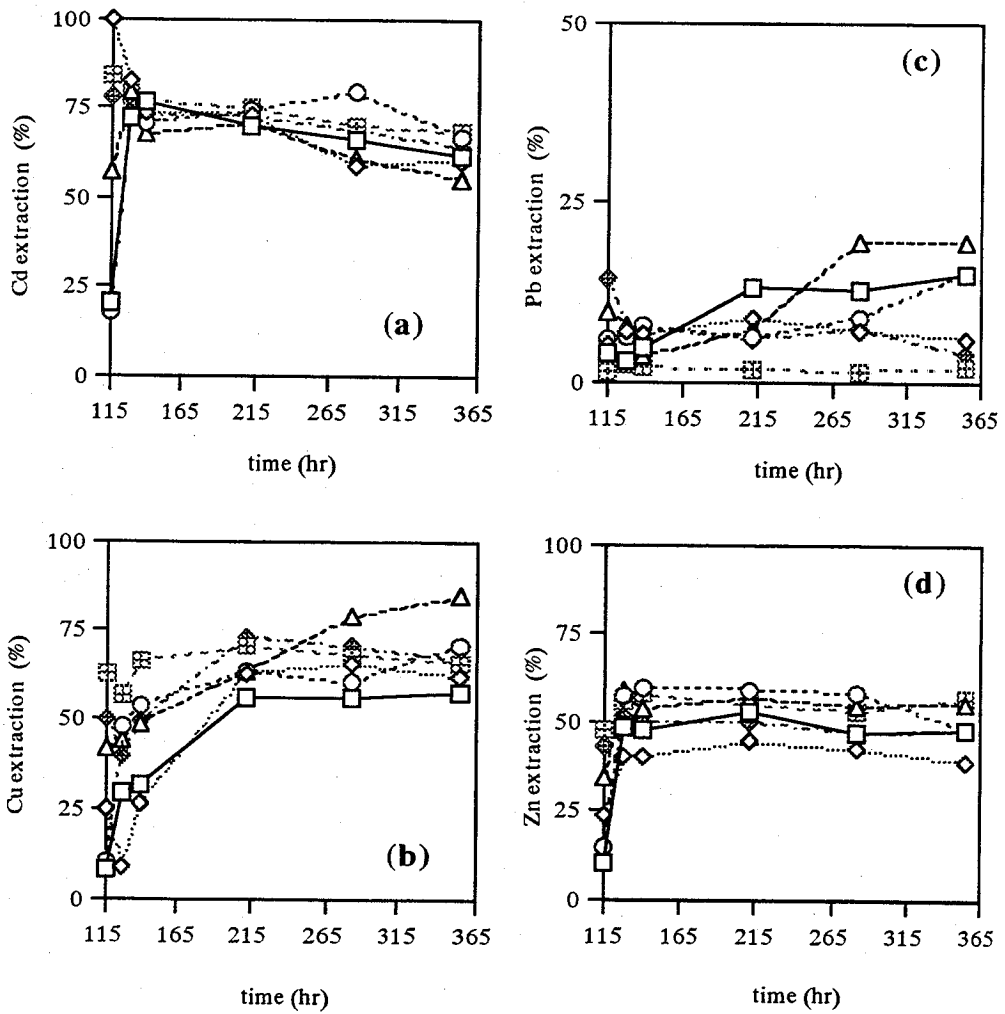 100
75
50
25
0
Cd extraction (%)
(a)
115 165 215 265 315 365
time (hr)
50
25
0
Pb extraction (%)
(c)
115 165 215 265 315 365
time (hr)
100
75
50
25
0
Cu extraction (%)
(b)
115 165 215 265 315 365
time (hr)
100
75
50
25
0
Zn extraction (%)
(d)
115 165 215 265 315 365
time (hr)